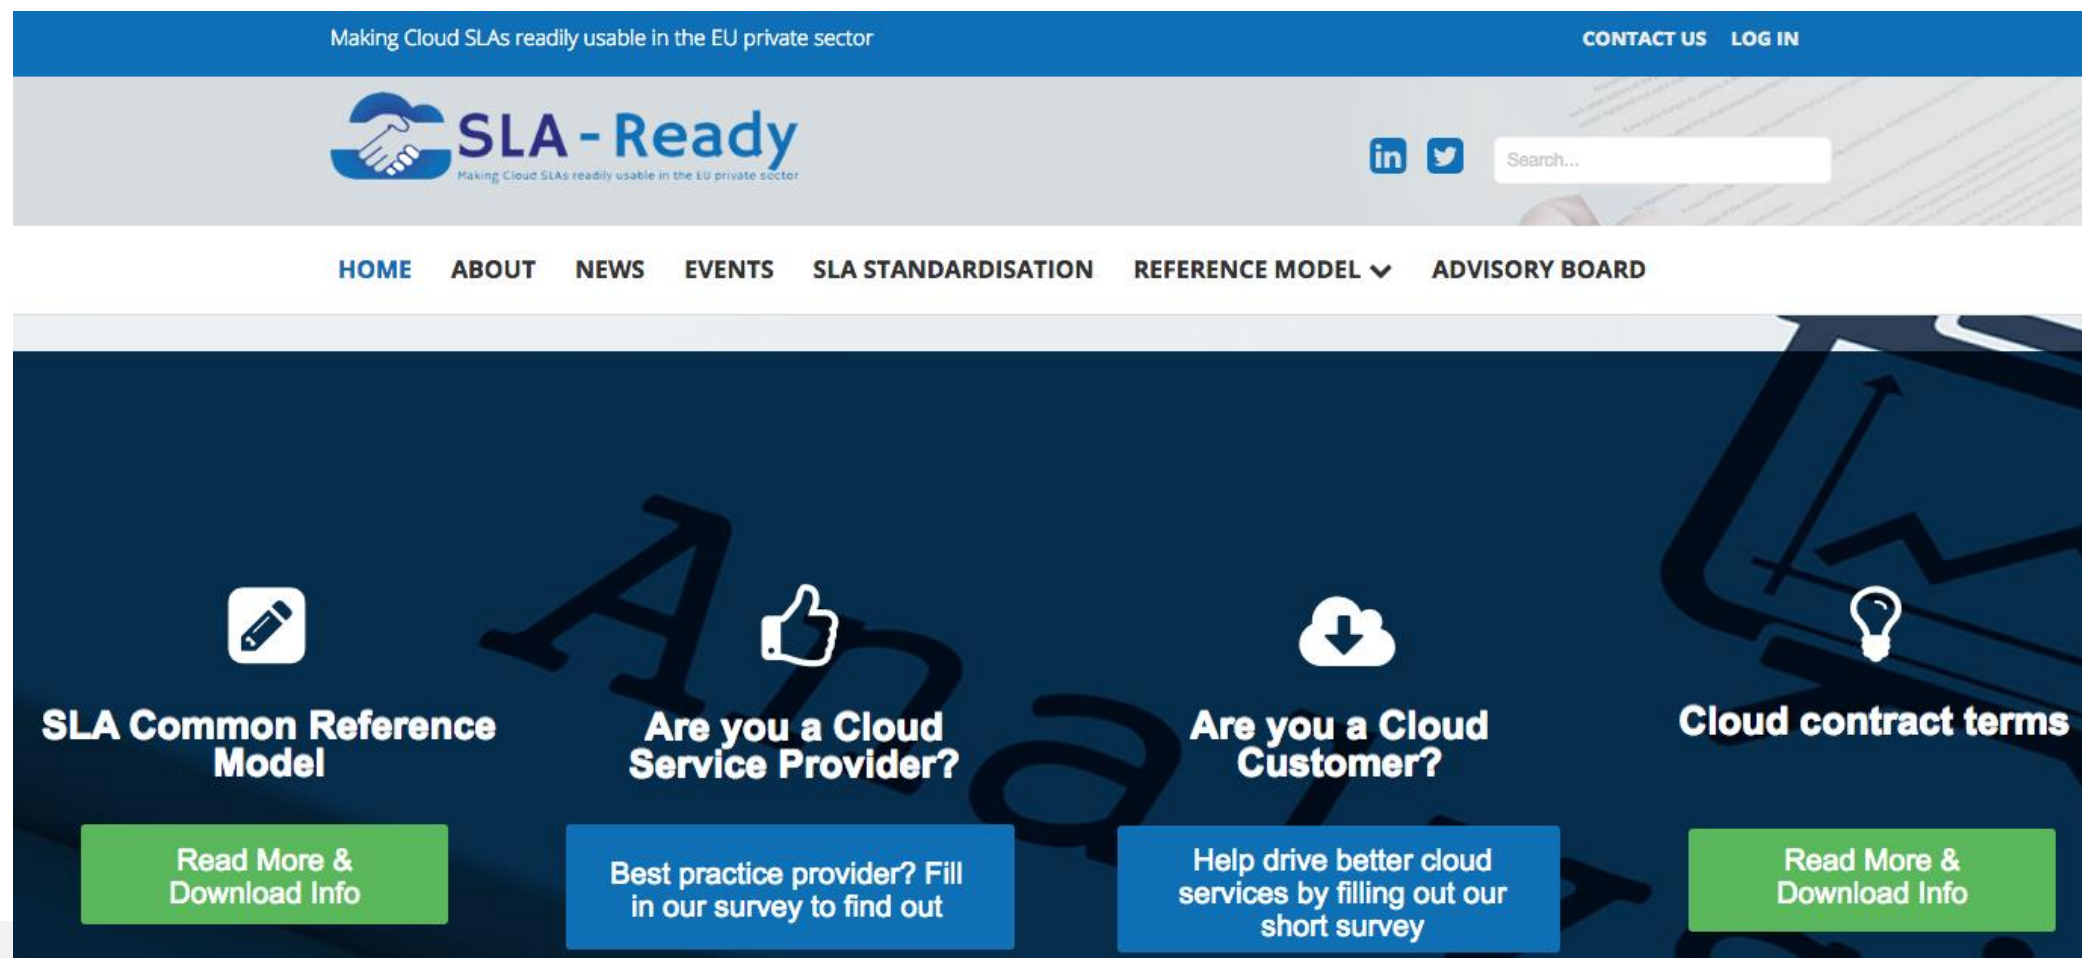 Making Cloud SLAs readily usable in the EU private sector
CONTACT US LOG IN
SLA - Ready
Making Cloud SLAs readily usable in the EU private sector
in
Search...
HOME ABOUT NEWS EVENTS SLA STANDARDISATION REFERENCE MODEL ADVISORY BOARD
SLA Common Reference
Model
Read More &
Download Info
Are you a Cloud
Service Provider?
Best practice provider? Fill
in our survey to find out
Are you a Cloud
Customer?
Help drive better cloud
services by filling out our
short survey
Cloud contract terms
Read More &
Download Info